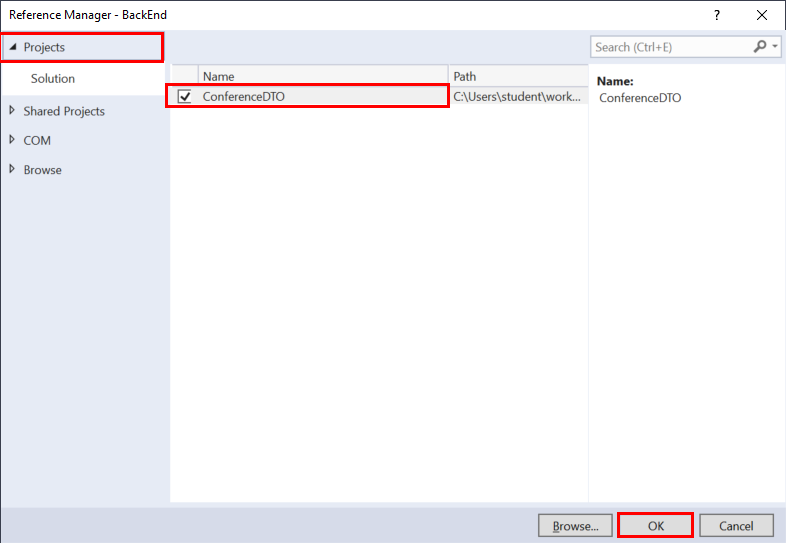 Reference Manager - BackEnd
?
Projects
Solution
Shared Projects
COM
Browse
Search (Ctrl+E)
Name Path
ConferenceDTO C:\Users\student\work...
Name:
ConferenceDTO
Browse... OK Cancel